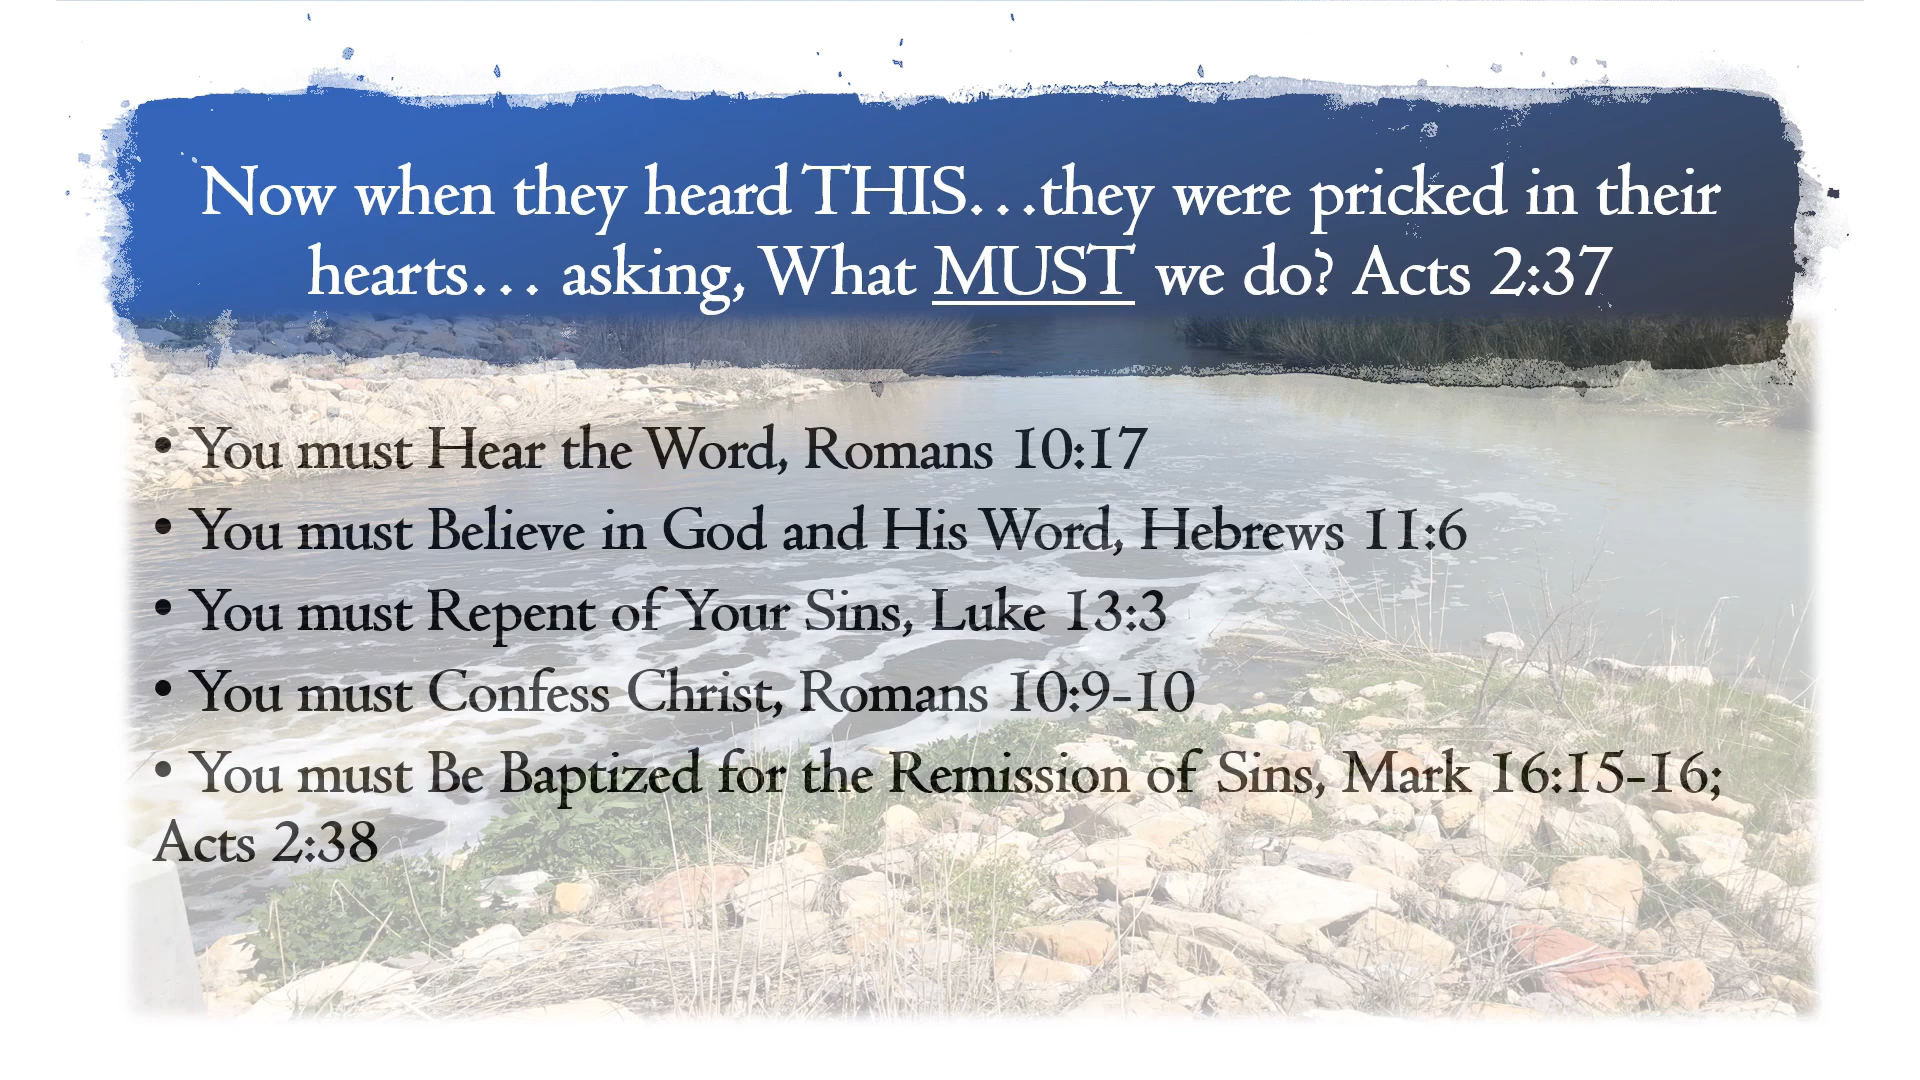 Now when they heard THIS…they were pricked in their
hearts… asking, What MUST we do? Acts 2:37
• You must Hear the Word, Romans 10:17
• You must Believe in God and His Word, Hebrews 11:6
• You must Repent of Your Sins, Luke 13:3
• You must Confess Christ, Romans 10:9-10
• You must Be Baptized for the Remission of Sins, Mark 16:15-16;
Acts 2:38